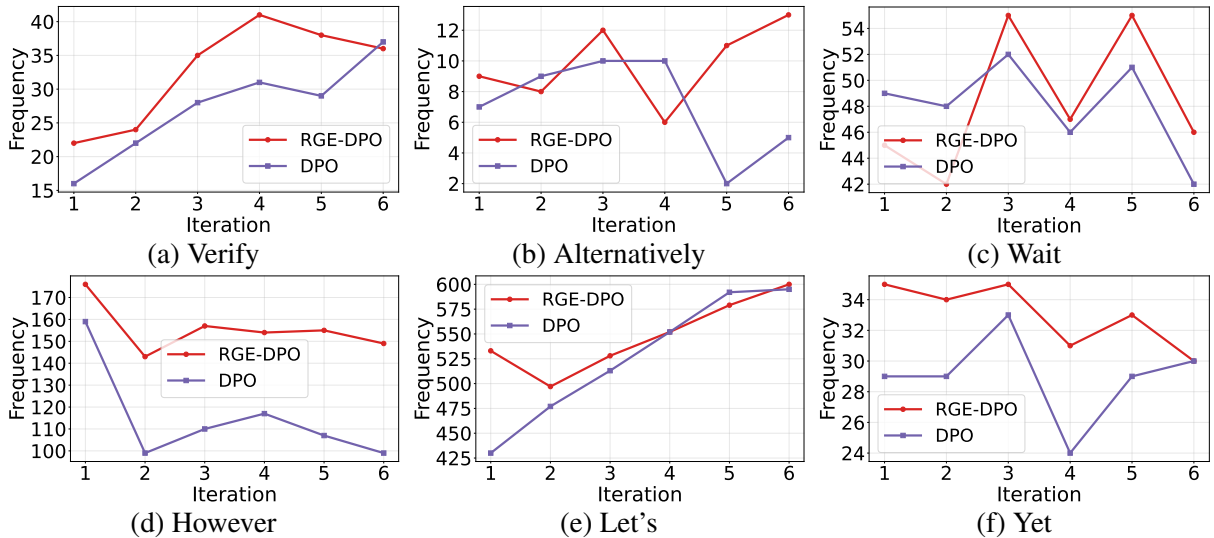 Frequency
40
35
30
25
20
15
RGE-DPO
DPO
1 2 3 4 5 6
Iteration
(a) Verify
Frequency
12
10
8
6
4
2
RGE-DPO
DPO
1 2 3 4 5 6
Iteration
(b) Alternatively
Frequency
54
52
50
48
46
44
42
RGE-DPO
DPO
1 2 3 4 5 6
Iteration
(c) Wait
Frequency
170
160
150
140
130
120
110
100
RGE-DPO
DPO
1 2 3 4 5 6
Iteration
(d) However
Frequency
600
575
550
525
500
475
450
425
RGE-DPO
DPO
1 2 3 4 5 6
Iteration
(e) Let's
Frequency
34
32
30
28
26
24
RGE-DPO
DPO
1 2 3 4 5 6
Iteration
(f) Yet